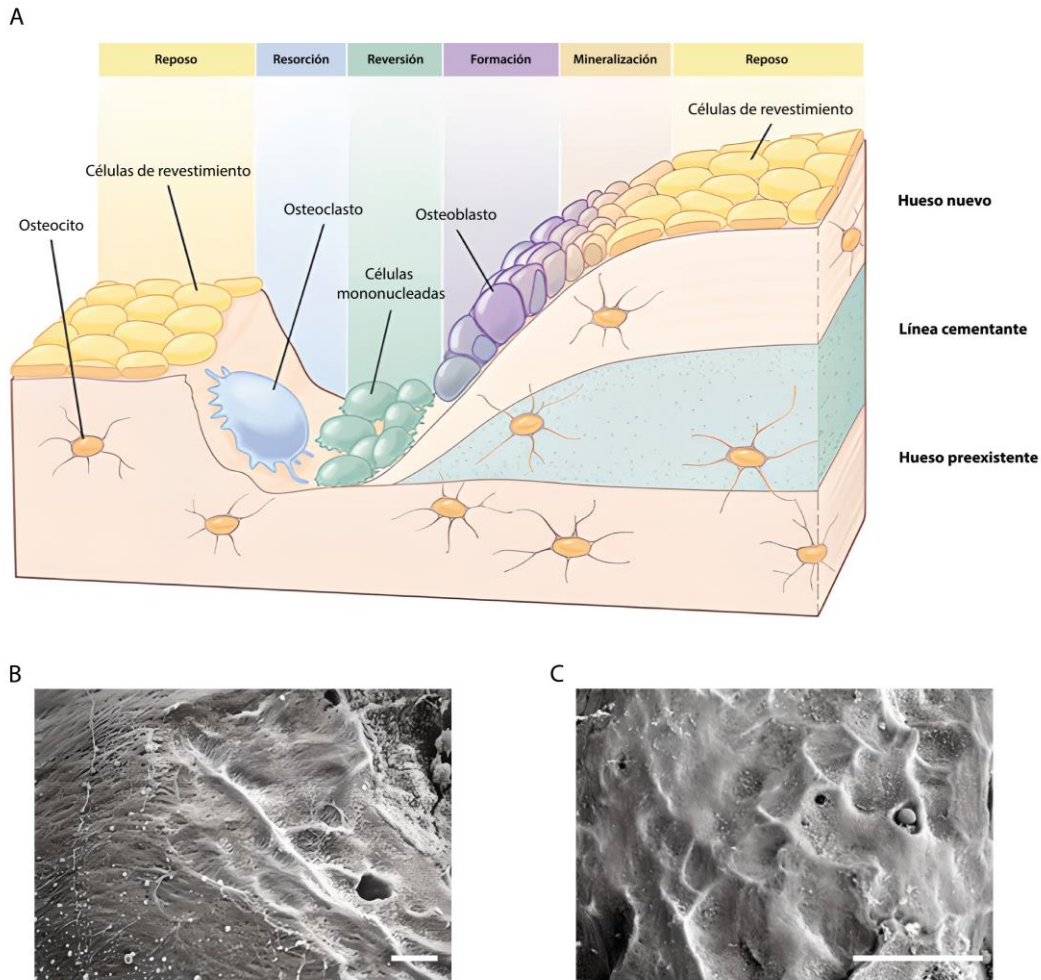 A
Reposo
Resorción
Reversión
Formación
Mineralización
Reposo
Células de revestimiento
Células de revestimiento
Hueso nuevo
Osteoclasto
Osteoblasto
Osteocito
Células
mononucleadas
Línea cementante
Hueso preexistente
B
C